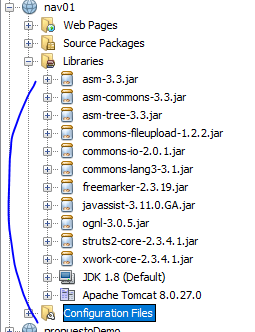 nav01
Web Pages
Source Packages
Libraries
asm-3.3.jar
asm-commons-3.3.jar
asm-tree-3.3.jar
commons-fileupload-1.2.2.jar
commons-io-2.0.1.jar
commons-lang3-3.1.jar
freemarker-2.3.19.jar
javassist-3.11.0.GA.jar
ognl-3.0.5.jar
struts2-core-2.3.4.1.jar
xwork-core-2.3.4.1.jar
JDK 1.8 (Default)
Apache Tomcat 8.0.27.0
Configuration Files
propuestoDemo